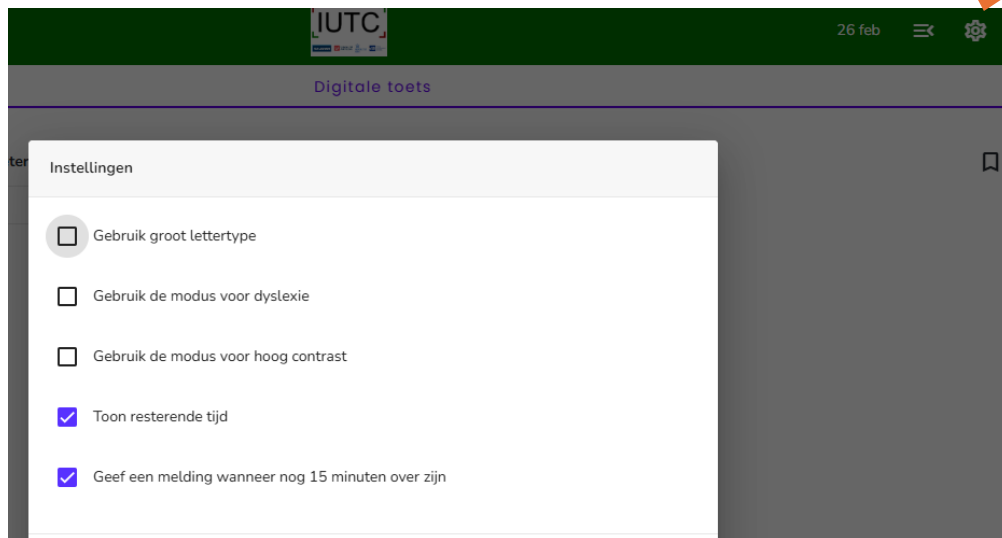 IUTC
26 feb
Digitale toets
ter
Instellingen
Gebruik groot lettertype
Gebruik de modus voor dyslexie
Gebruik de modus voor hoog contrast
Toon resterende tijd
Geef een melding wanneer nog 15 minuten over zijn